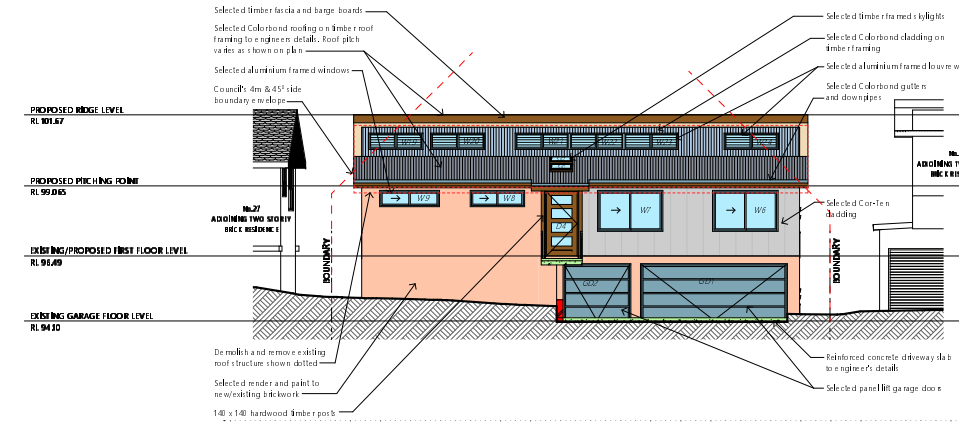 Selected timber fascia and barge boards
Selected Colorbond roofing on timber roof
framing to engineers details. Roof pitch
varies as shown on plan
Selected aluminium framed windows
Council's 4m & 45° side
boundary envelope
PROPOSED RIDGE LEVEL
RL 101.67
PROPOSED PITCHING POINT
RL 99.065
No.27
ADJOINING TWO STOREY
BRICK RESIDENCE
EXISTING/PROPOSED FIRST FLOOR LEVEL
RL 96.49
BOUNDARY
EXISTING GARAGE FLOOR LEVEL
Demolish and remove existing
roof structure shown dotted
Selected render and paint to
new/existing brickwork
140 x 140 hardwood timber posts
W9
W8
D4
W7
W6
GD2
GD1
Selected timber framed skylights
Selected Colorbond cladding on
timber framing
Selected aluminium framed louvre w
Selected Colorbond gutters
and downpipes
No.
ADJOINING T
BRICK RES
Selected Cor-Ten
cladding
BOUNDARY
Reinforced concrete driveway slab
to engineer's details
Selected panel lift garage doors